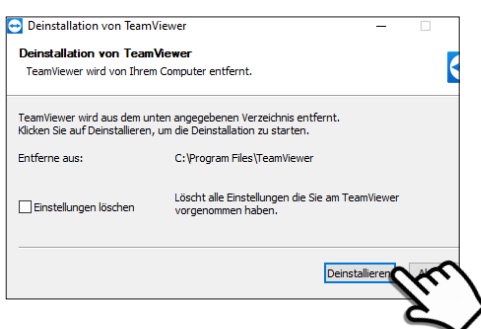 Deinstallation von TeamViewer
Deinstallation von TeamViewer
TeamViewer wird von Ihrem Computer entfernt.
TeamViewer wird aus dem unten angegebenen Verzeichnis entfernt.
Klicken Sie auf Deinstallieren, um die Deinstallation zu starten.
Entferne aus: C:\Program Files\TeamViewer
Einstellungen löschen
Löscht alle Einstellungen die Sie am TeamViewer
vorgenommen haben.
Deinstallieren